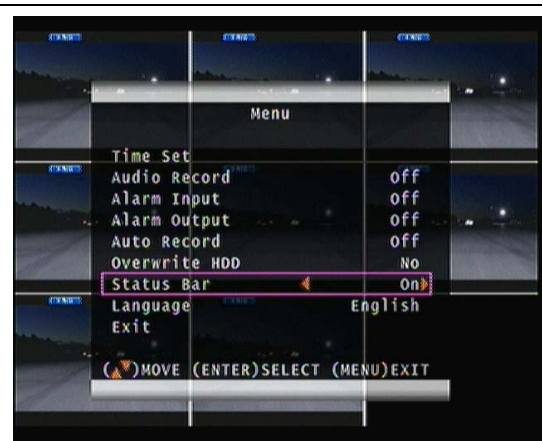 Menu
Time Set
Audio Record Off
Alarm Input Off
Alarm Output Off
Auto Record Off
Overwrite HDD No
Status Bar On
Language English
Exit
(▲▼)MOVE (ENTER)SELECT (MENU)EXIT